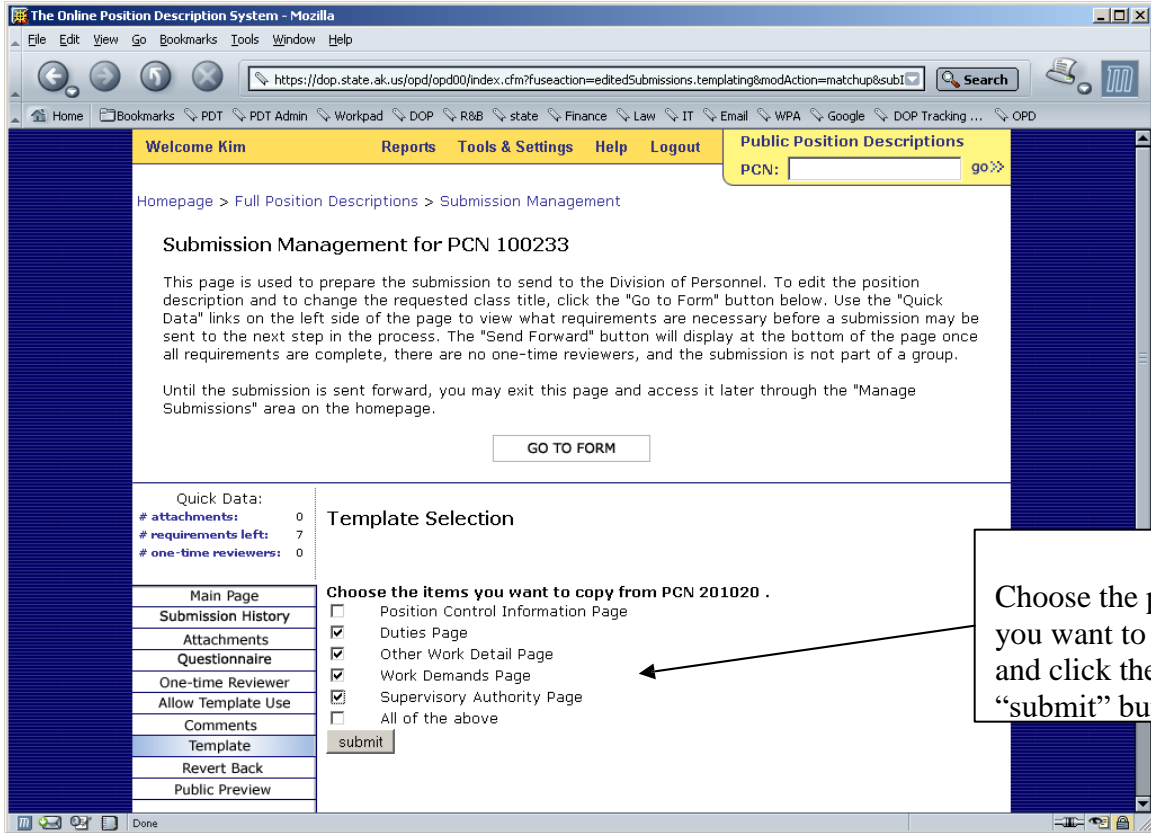 The Online Position Description System - Mozilla
File Edit View Go Bookmarks Tools Window Help
https://dop.state.ak.us/opd/opd00/index.cfm?fuseaction=editedSubmissions.templating&modAction=matchup&subI
Search
Home Bookmarks PDT PDT Admin Workpad DOP R&B state Finance Law IT Email WPA Google DOP Tracking ... OPD
Welcome Kim Reports Tools & Settings Help Logout
Public Position Descriptions
PCN: go
Homepage > Full Position Descriptions > Submission Management
Submission Management for PCN 100233
This page is used to prepare the submission to send to the Division of Personnel. To edit the position
description and to change the requested class title, click the "Go to Form" button below. Use the "Quick
Data" links on the left side of the page to view what requirements are necessary before a submission may be
sent to the next step in the process. The "Send Forward" button will display at the bottom of the page once
all requirements are complete, there are no one-time reviewers, and the submission is not part of a group.
Until the submission is sent forward, you may exit this page and access it later through the "Manage
Submissions" area on the homepage.
GO TO FORM
Quick Data:
# attachments: 0
# requirements left: 7
# one-time reviewers: 0
Template Selection
Main Page
Submission History
Attachments
Questionnaire
One-time Reviewer
Allow Template Use
Comments
Template
Revert Back
Public Preview
Choose the items you want to copy from PCN 201020 .
Position Control Information Page
Duties Page
Other Work Detail Page
Work Demands Page
Supervisory Authority Page
All of the above
submit
Choose the
you want to
and click the
"submit"
Done